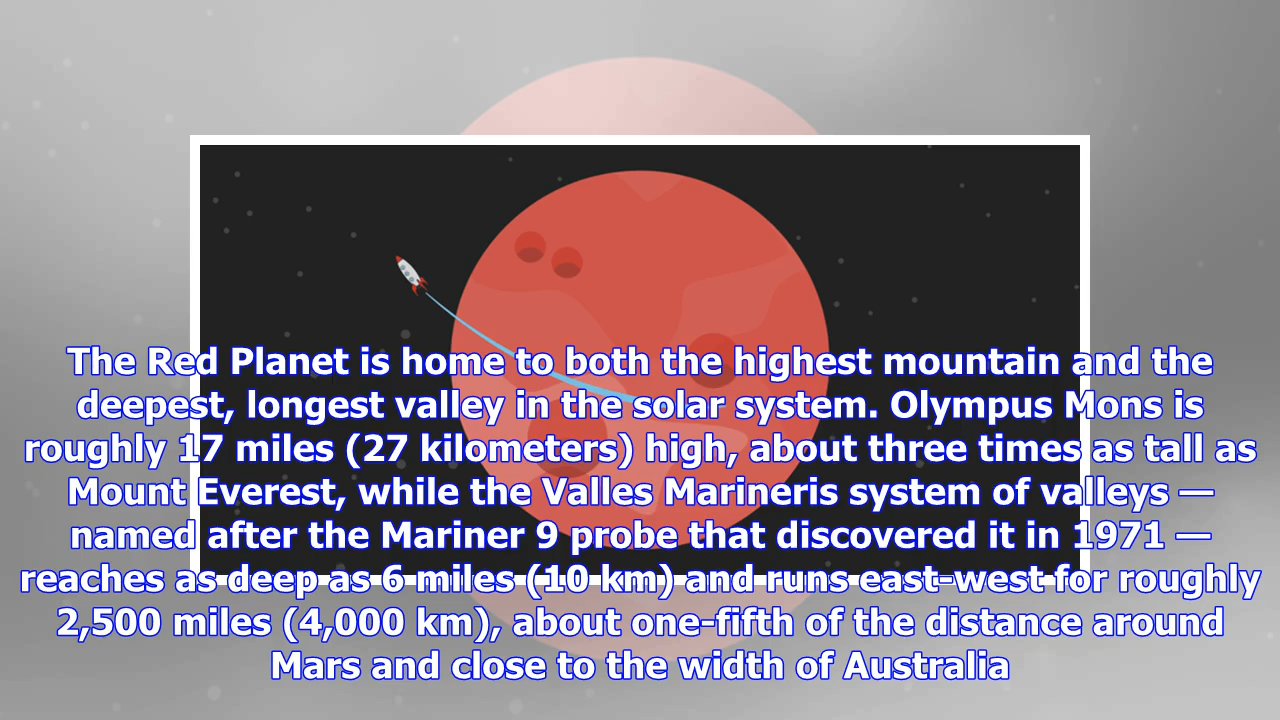 The Red Planet is home to both the highest mountain and the
deepest, longest valley in the solar system. Olympus Mons is
roughly 17 miles (27 kilometers) high, about three times as tall as
Mount Everest, while the Valles Marineris system of valleys —
named after the Mariner 9 probe that discovered it in 1971 —
reaches as deep as 6 miles (10 km) and runs east-west for roughly
2,500 miles (4,000 km), about one-fifth of the distance around
Mars and close to the width of Australia